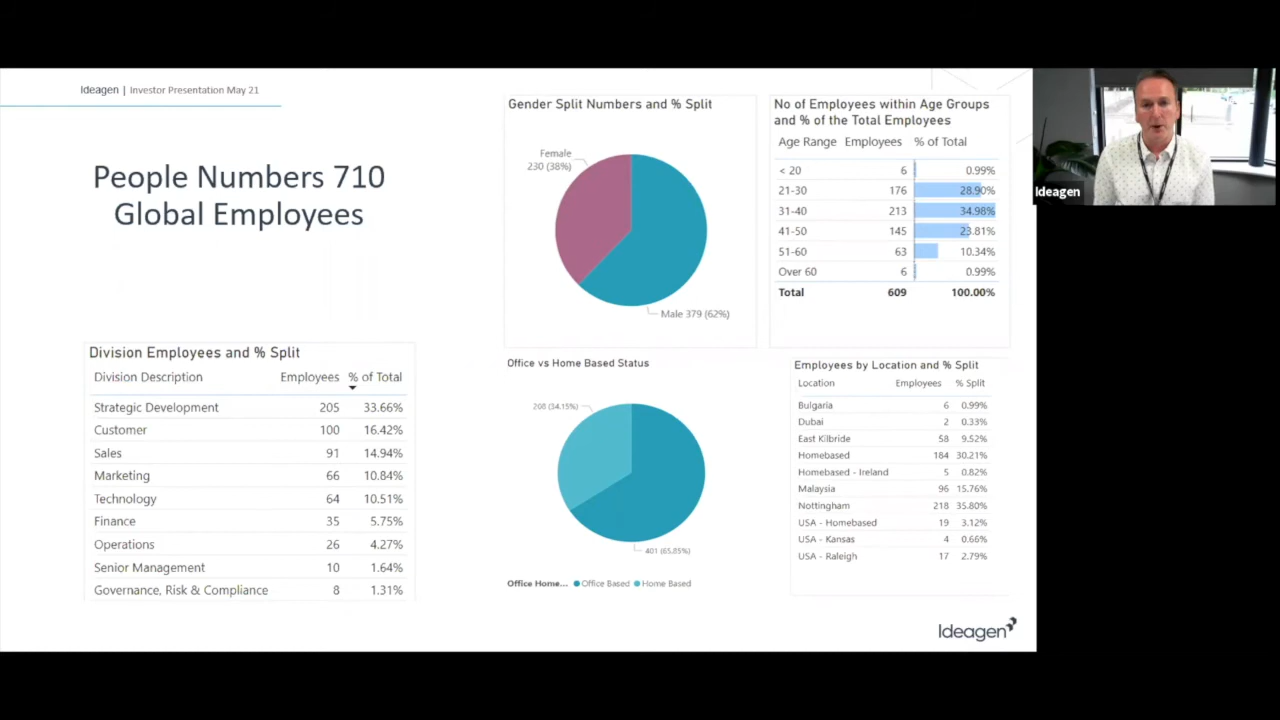 Ideagen | Investor Presentation May 21
People Numbers 710
Global Employees
Division Employees and % Split
Division Description Employees % of Total
Strategic Development 205 33.66%
Customer 100 16.42%
Sales 91 14.94%
Marketing 66 10.84%
Technology 64 10.51%
Finance 35 5.75%
Operations 26 4.27%
Senior Management 10 1.64%
Governance, Risk & Compliance 8 1.31%
Gender Split Numbers and % Split
Female
230 (38%)
Male 379 (62%)
No of Employees within Age Groups
and % of the Total Employees
Age Range Employees % of Total
< 20 6 0.99%
21-30 176 28.90%
31-40 213 34.98%
41-50 145 23.81%
51-60 63 10.34%
Over 60 6 0.99%
Total 609 100.00%
Office vs Home Based Status
208 (34.15%)
401 (65.85%)
Office Home... Office Based Home Based
Employees by Location and % Split
Location Employees % Split
Bulgaria 6 0.99%
Dubai 2 0.33%
East Kilbride 58 9.52%
Homebased 184 30.21%
Homebased - Ireland 5 0.82%
Malaysia 96 15.76%
Nottingham 218 35.80%
USA - Homebased 19 3.12%
USA - Kansas 4 0.66%
USA - Raleigh 17 2.79%
Ideagen
Ideagen